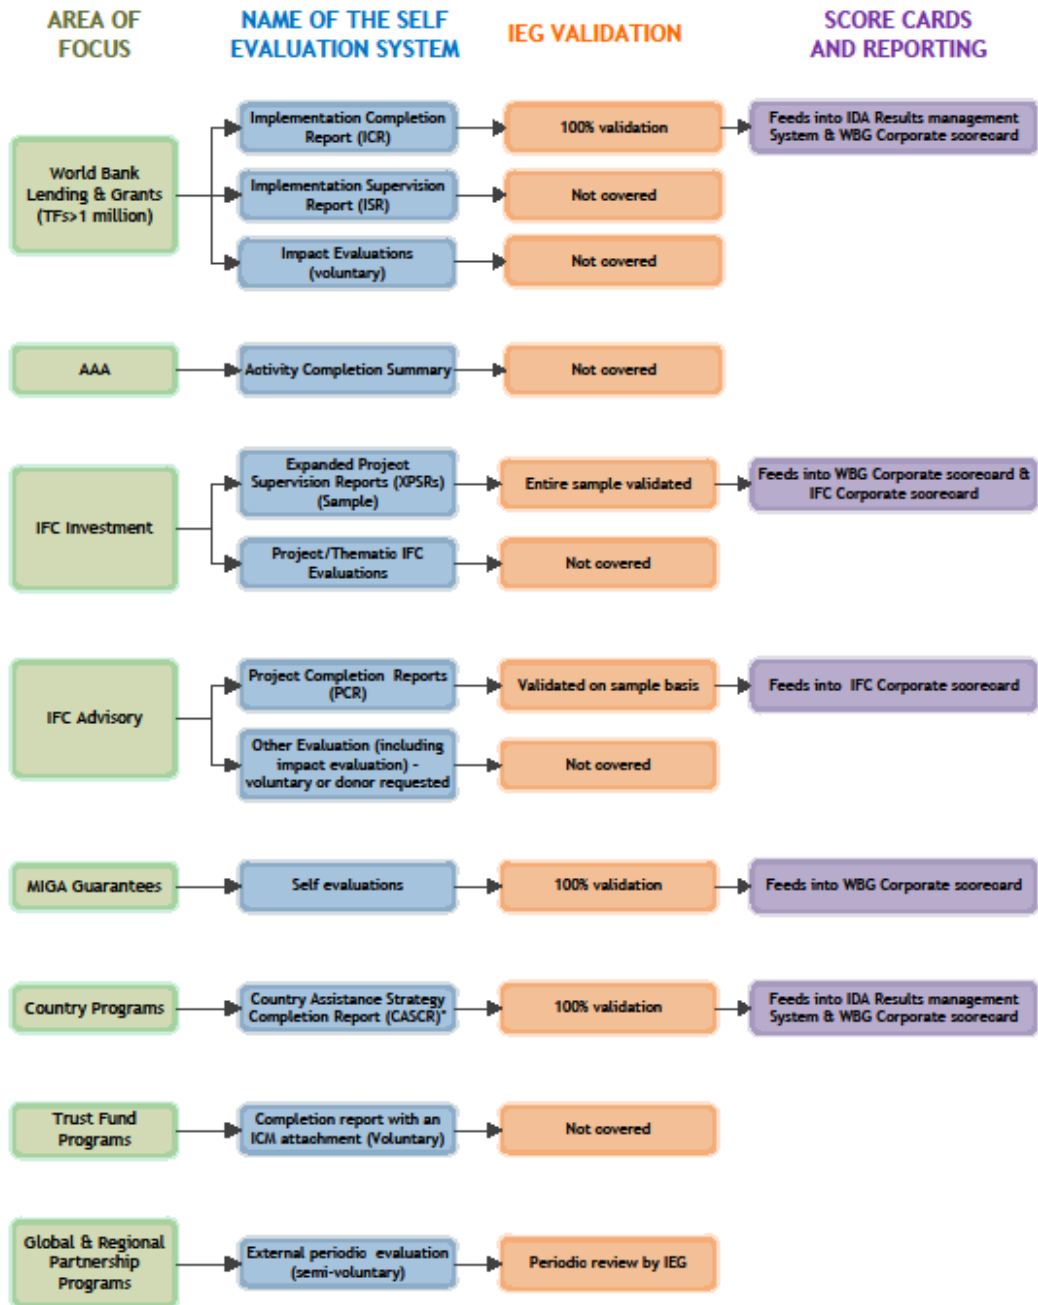 AREA OF
FOCUS
NAME OF THE SELF
EVALUATION SYSTEM
IEG VALIDATION
SCORE CARDS
AND REPORTING
World Bank
Lending & Grants
(TFs>1 million)
Implementation Completion
Report (ICR)
100% validation
Feeds into IDA Results management
System & WBG Corporate scorecard
Implementation Supervision
Report (ISR)
Not covered
Impact Evaluations
(voluntary)
Not covered
AAA
Activity Completion Summary
Not covered
IFC Investment
Expanded Project
Supervision Reports (XPSRs)
(Sample)
Entire sample validated
Feeds into WBG Corporate scorecard &
IFC Corporate scorecard
Project/Thematic IFC
Evaluations
Not covered
IFC Advisory
Project Completion Reports
(PCR)
Validated on sample basis
Feeds into IFC Corporate scorecard
Other Evaluation (including
impact evaluation) -
voluntary or donor requested
Not covered
MIGA Guarantees
Self evaluations
100% validation
Feeds into WBG Corporate scorecard
Country Programs
Country Assistance Strategy
Completion Report (CASCR)*
100% validation
Feeds into IDA Results management
System & WBG Corporate scorecard
Trust Fund
Programs
Completion report with an
ICM attachment (Voluntary)
Not covered
Global & Regional
Partnership
Programs
External periodic evaluation
(semi-voluntary)
Periodic review by IEG